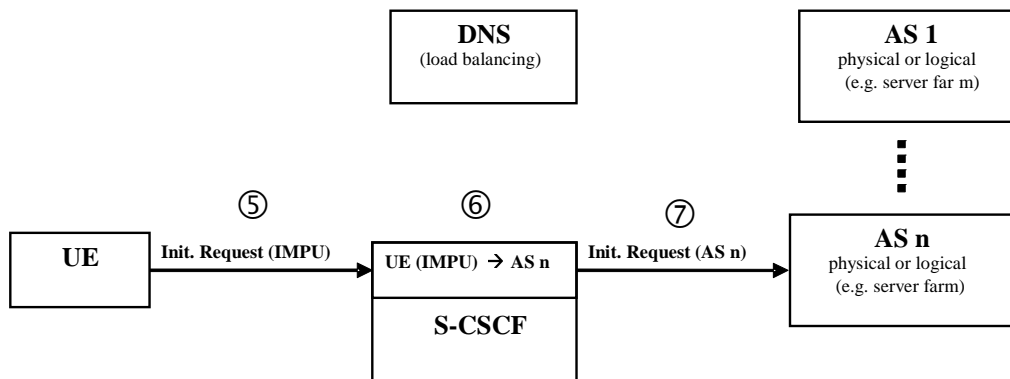 DNS
(load balancing)
AS 1
physical or logical
(e.g. server far m)
⑤
⑥
⑦
UE
Init. Request (IMPU)
UE (IMPU) → AS n
Init. Request (AS n)
AS n
physical or logical
(e.g. server farm)
S-CSCF